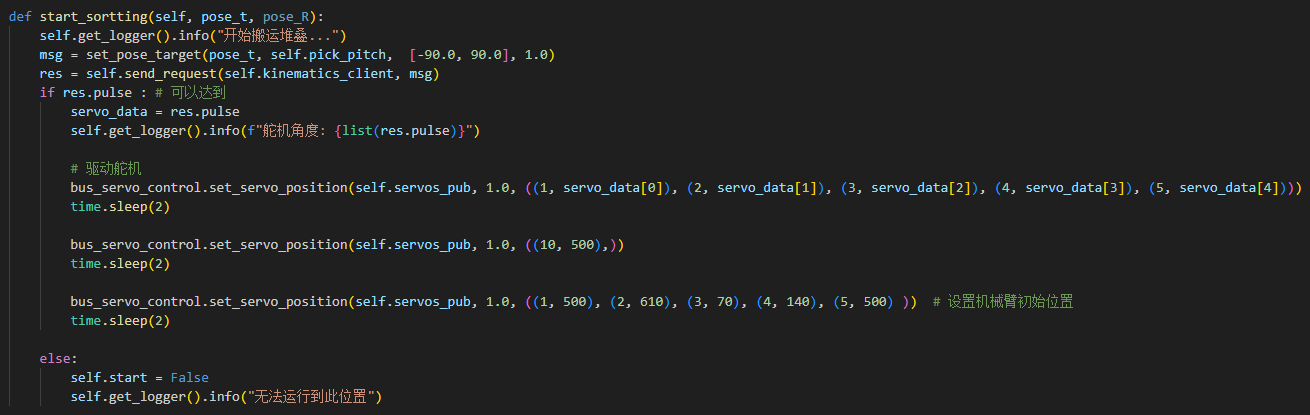 def start_sortting(self, pose_t, pose_R):
self.get_logger().info("开始搬运堆叠...")
msg = set_pose_target(pose_t, self.pick_pitch,  [-90.0, 90.0], 1.0)
res = self.send_request(self.kinematics_client, msg)
if res.pulse : # 可以达到
servo_data = res.pulse
self.get_logger().info(f"舵机角度: {list(res.pulse)}")
# 驱动舵机
bus_servo_control.set_servo_position(self.servos_pub, 1.0, ((1, servo_data[0]), (2, servo_data[1]), (3, servo_data[2]), (4, servo_data[3]), (5, servo_data[4])))
time.sleep(2)
bus_servo_control.set_servo_position(self.servos_pub, 1.0, ((10, 500),))
time.sleep(2)
bus_servo_control.set_servo_position(self.servos_pub, 1.0, ((1, 500), (2, 610), (3, 70), (4, 140), (5, 500) ))  # 设置机械臂初始位置
time.sleep(2)
else:
self.start = False
self.get_logger().info("无法运行到此位置")